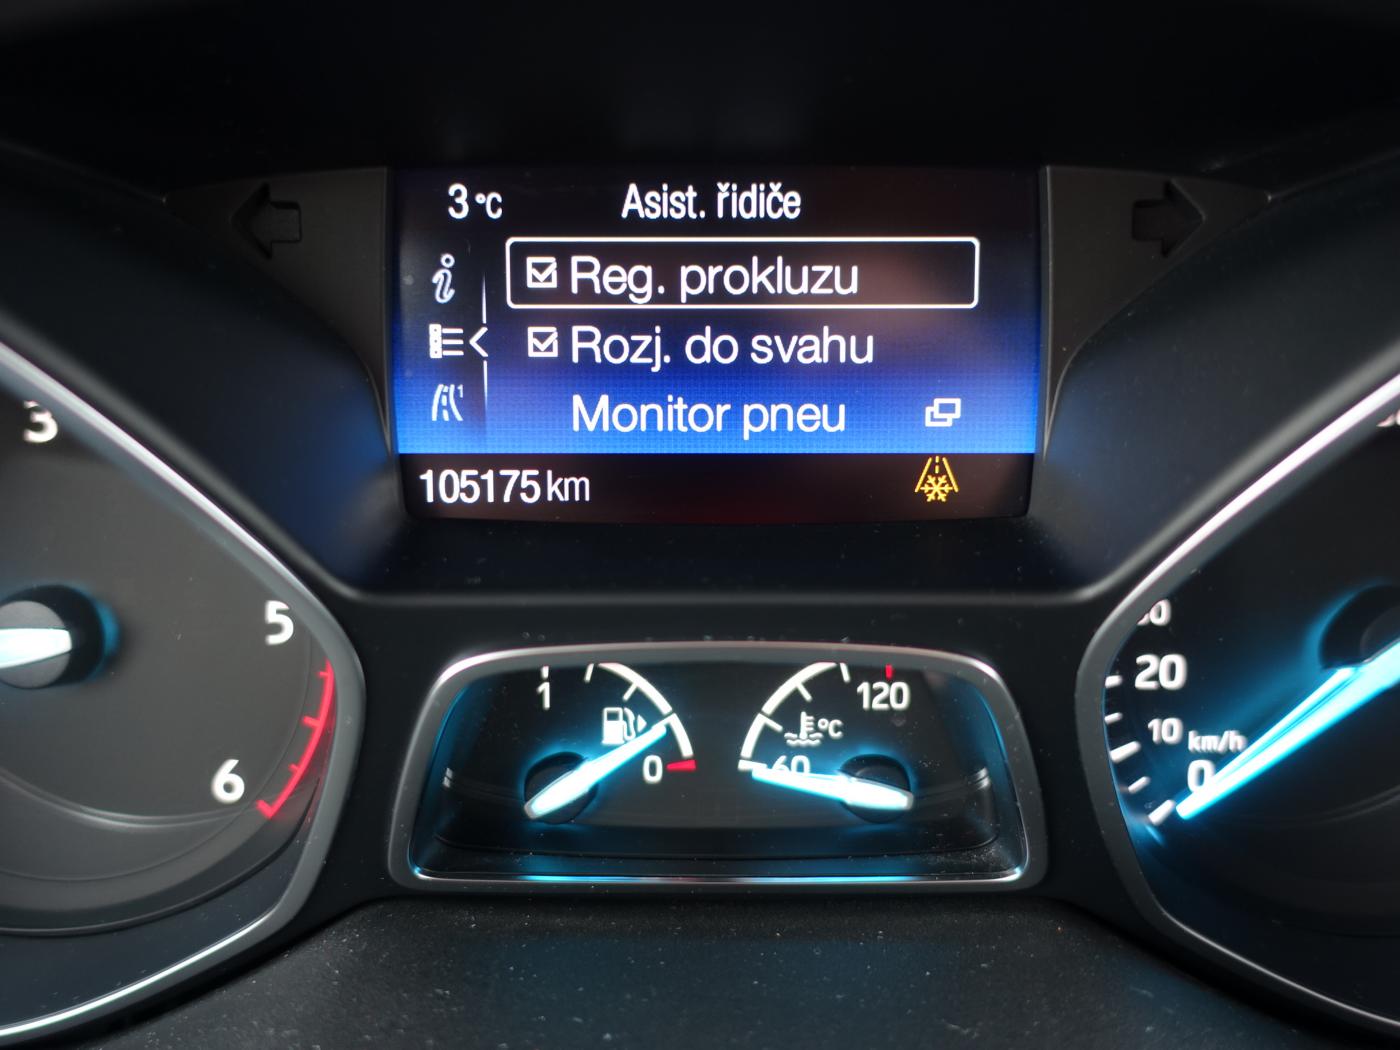 3 °C Asist. řidiče
Reg. prokluzu
Rozj. do svahu
Monitor pneu
105175 km
3
5
6
1
0
°C
120
60
20
10
km/h
0